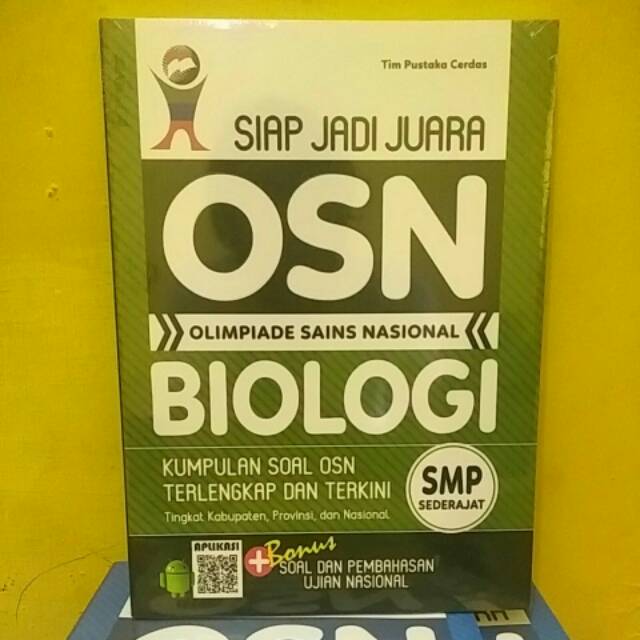 Tim Pustaka Cerdas
SIAP JADI JUARA
OSN
OLIMPIADE SAINS NASIONAL
BIOLOGI
KUMPULAN SOAL OSN
TERLENGKAP DAN TERKINI
Tingkat Kabupaten, Provinsi, dan Nasional
SMP
SEDERAJAT
APLIKASI
+Bonus
SOAL DAN PEMBAHASAN
UJIAN NASIONAL
OSN